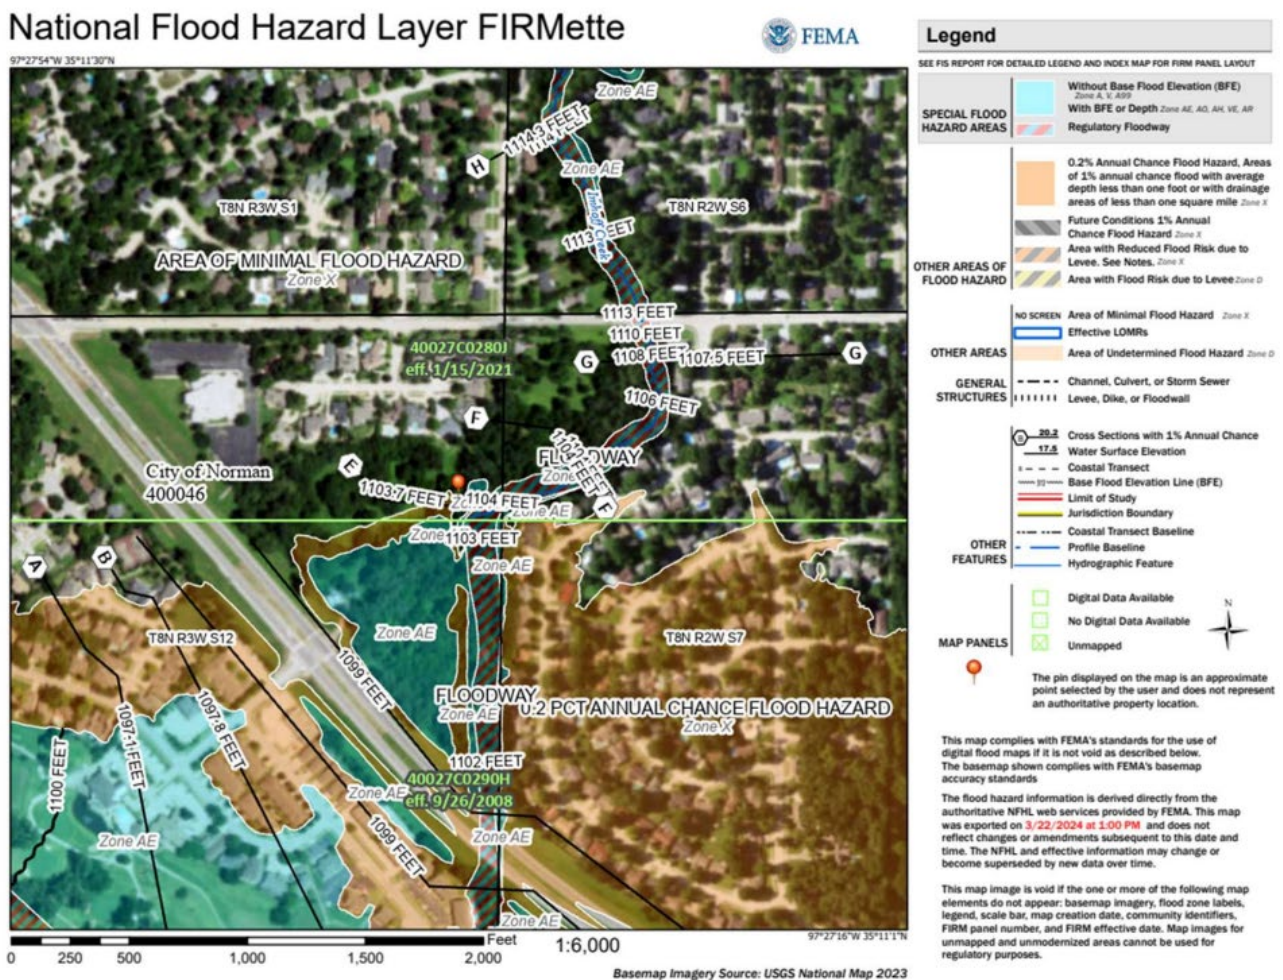 National Flood Hazard Layer FIRMette
FEMA
97°27'54"W 35°11'30"N
Zone AE
1114.3 FEET
H
Zone AE
T8N R3W S1
Imhoff Creek
T8N R2W S6
AREA OF MINIMAL FLOOD HAZARD
Zone X
1113 FEET
1110 FEET
40027C0280J
eff. 1/15/2021
G
1108 FEET
1107.5 FEET
G
1106 FEET
F
FLOODWAY
City of Norman
400046
E
1103.7 FEET
1104 FEET
Zone AE
F
Zone
1103 FEET
Zone AE
A
B
T8N R3W S12
Zone AE
T8N R2W S7
1099 FEET
FLOODWAY
Zone AE
0.2 PCT ANNUAL CHANCE FLOOD HAZARD
Zone X
1097.1 FEET
1097.8 FEET
1100 FEET
1102 FEET
40027C0290H
eff. 9/26/2008
Zone AE
1099 FEET
Zone AE
Zone AE
Zone AE
97°27'16"W 35°11'1"N
Feet
1:6,000
0 250 500 1,000 1,500 2,000
Basemap Imagery Source: USGS National Map 2023
Legend
SEE FIS REPORT FOR DETAILED LEGEND AND INDEX MAP FOR FIRM PANEL LAYOUT
SPECIAL FLOOD
HAZARD AREAS
Without Base Flood Elevation (BFE)
Zone A, V, A99
With BFE or Depth Zone AE, AO, AH, VE, AR
Regulatory Floodway
0.2% Annual Chance Flood Hazard, Areas
of 1% annual chance flood with average
depth less than one foot or with drainage
areas of less than one square mile Zone X
Future Conditions 1% Annual
Chance Flood Hazard Zone X
Area with Reduced Flood Risk due to
Levee. See Notes. Zone X
Area with Flood Risk due to Levee Zone D
OTHER AREAS OF
FLOOD HAZARD
NO SCREEN Area of Minimal Flood Hazard Zone X
Effective LOMRs
OTHER AREAS
Area of Undetermined Flood Hazard Zone D
GENERAL
STRUCTURES
Channel, Culvert, or Storm Sewer
Levee, Dike, or Floodwall
B 20.2 Cross Sections with 1% Annual Chance
17.5 Water Surface Elevation
Coastal Transect
Base Flood Elevation Line (BFE)
Limit of Study
Jurisdiction Boundary
Coastal Transect Baseline
OTHER
FEATURES
Profile Baseline
Hydrographic Feature
Digital Data Available
No Digital Data Available
Unmapped
N
MAP PANELS
The pin displayed on the map is an approximate
point selected by the user and does not represent
an authoritative property location.
This map complies with FEMA's standards for the use of
digital flood maps if it is not void as described below.
The basemap shown complies with FEMA's basemap
accuracy standards
The flood hazard information is derived directly from the
authoritative NFHL web services provided by FEMA. This map
was exported on 3/22/2024 at 1:00 PM and does not
reflect changes or amendments subsequent to this date and
time. The NFHL and effective information may change or
become superseded by new data over time.
This map image is void if the one or more of the following map
elements do not appear: basemap imagery, flood zone labels,
legend, scale bar, map creation date, community identifiers,
FIRM panel number, and FIRM effective date. Map images for
unmapped and unmodernized areas cannot be used for
regulatory purposes.